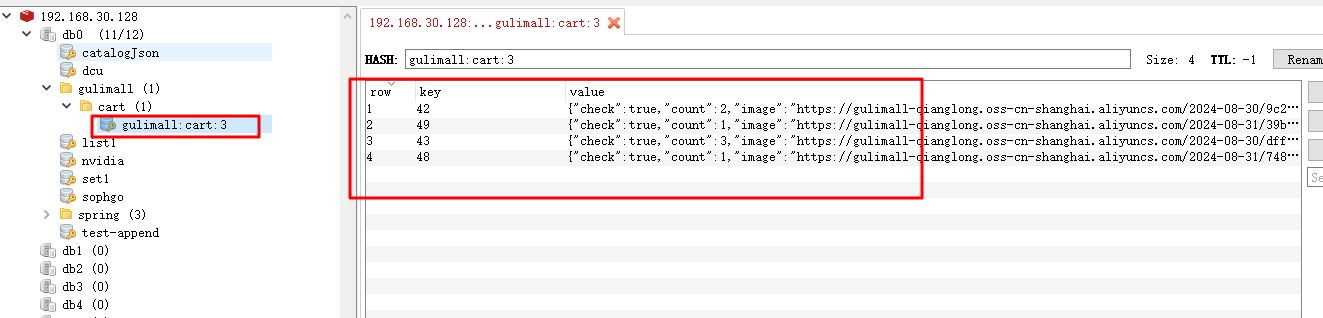 192.168.30.128
db0 (11/12)
catalogJson
dcu
gulimall (1)
cart (1)
gulimall:cart:3
list1
nvidia
set1
sophgo
spring (3)
test-append
db1 (0)
db2 (0)
db3 (0)
db4 (0)
192.168.30.128:...gulimall:cart:3
HASH: gulimall:cart:3 Size: 4 TTL: -1 Renam
row key value
1 42 {"check":true,"count":2,"image":"https://gulimall-qianglong.oss-cn-shanghai.aliyuncs.com/2024-08-30/9c2…
2 49 {"check":true,"count":1,"image":"https://gulimall-qianglong.oss-cn-shanghai.aliyuncs.com/2024-08-31/39b…
3 43 {"check":true,"count":3,"image":"https://gulimall-qianglong.oss-cn-shanghai.aliyuncs.com/2024-08-30/dff…
4 48 {"check":true,"count":1,"image":"https://gulimall-qianglong.oss-cn-shanghai.aliyuncs.com/2024-08-31/748…
Se